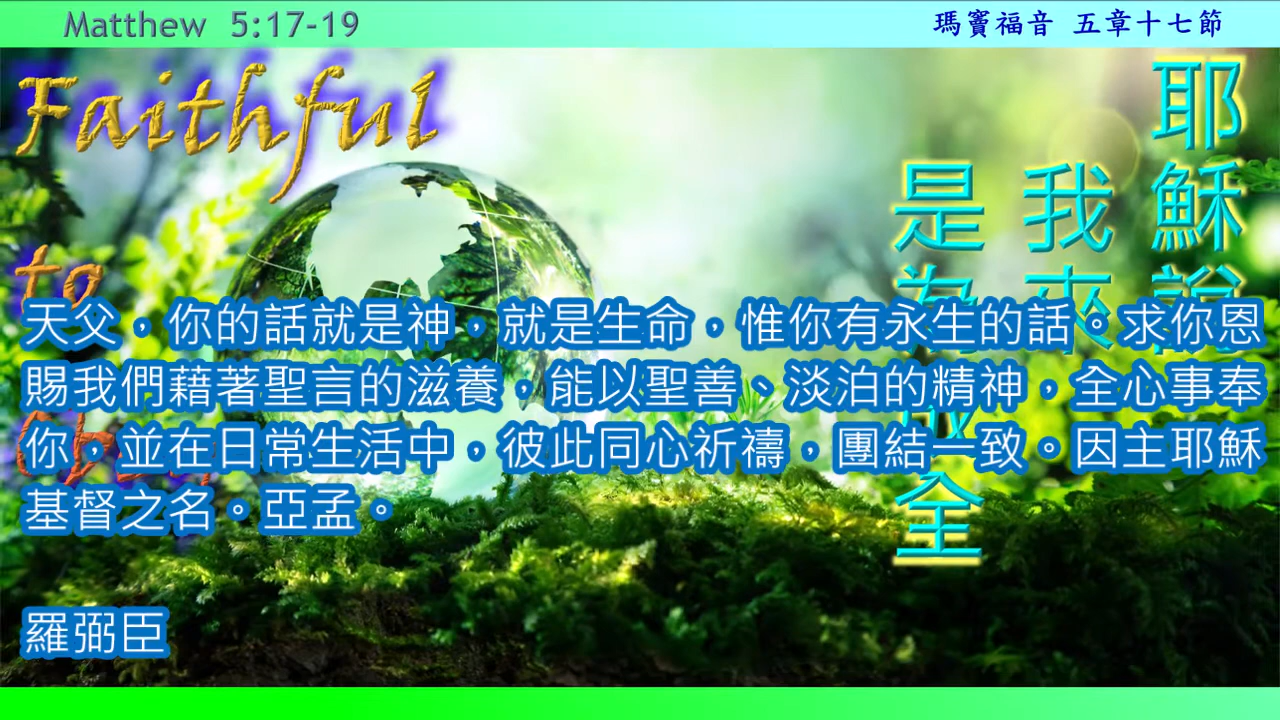 Matthew 5:17-19
瑪竇福音 五章十七節
Faithful
to
耶穌說
我來
是為成全
天父，你的話就是神，就是生命，惟你有永生的話。求你恩
賜我們藉著聖言的滋養，能以聖善、淡泊的精神，全心事奉
你，並在日常生活中，彼此同心祈禱，團結一致。因主耶穌
基督之名。亞孟。
羅弼臣